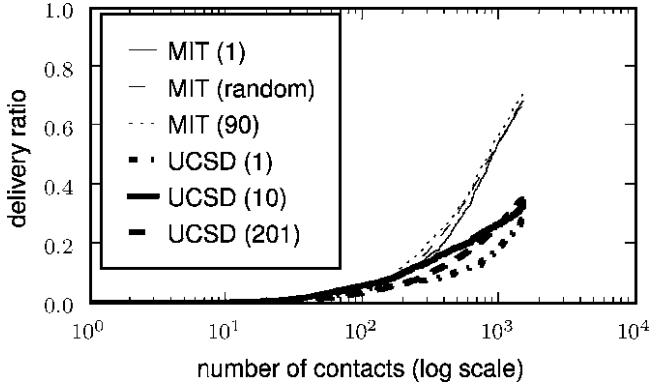 1.0
0.8
0.6
0.4
0.2
0.0
delivery ratio
MIT (1)
MIT (random)
MIT (90)
UCSD (1)
UCSD (10)
UCSD (201)
10^0 10^1 10^2 10^3 10^4
number of contacts (log scale)